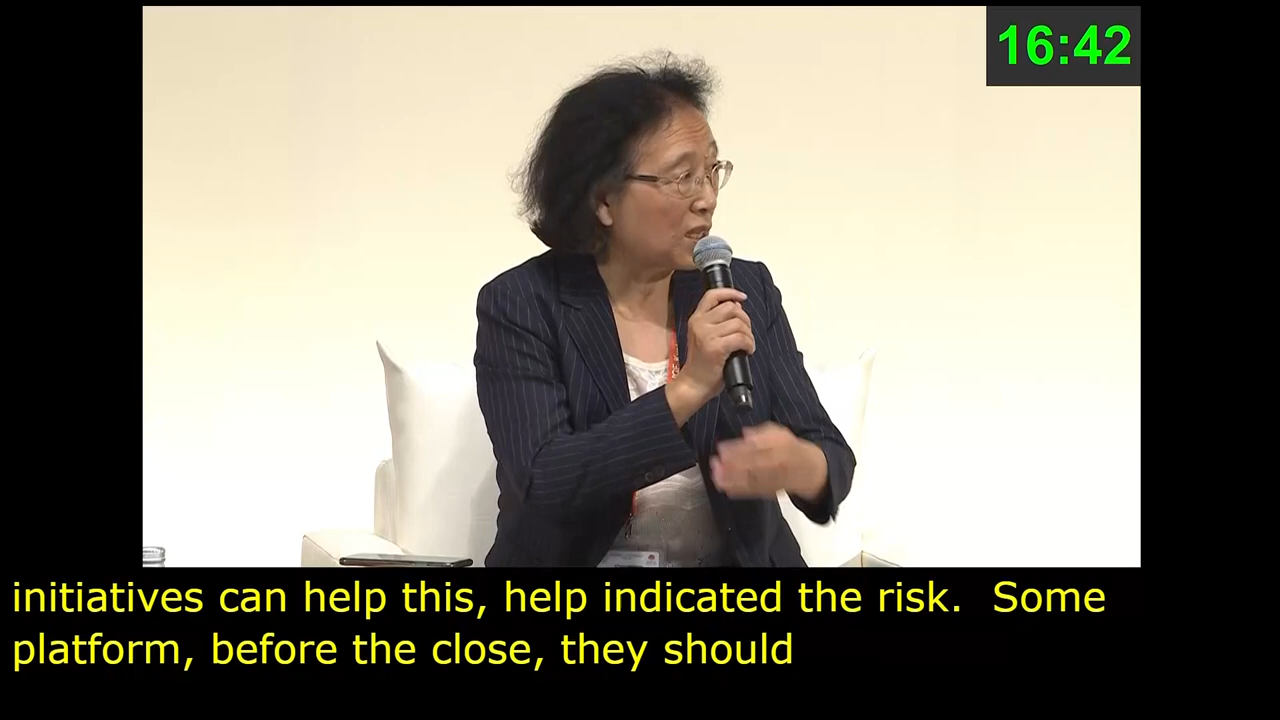 16:42
initiatives can help this, help indicated the risk.  Some
platform, before the close, they should